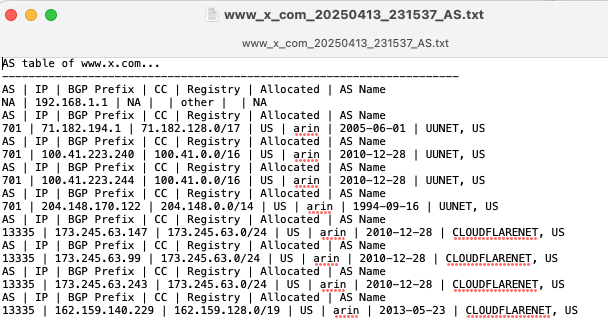 www_x_com_20250413_231537_AS.txt
www_x_com_20250413_231537_AS.txt
AS table of www.x.com...
-----------------------------------------------------------------
AS | IP | BGP Prefix | CC | Registry | Allocated | AS Name
NA | 192.168.1.1 | NA |  | other |  | NA
AS | IP | BGP Prefix | CC | Registry | Allocated | AS Name
701 | 71.182.194.1 | 71.182.128.0/17 | US | arin | 2005-06-01 | UUNET, US
AS | IP | BGP Prefix | CC | Registry | Allocated | AS Name
701 | 100.41.223.240 | 100.41.0.0/16 | US | arin | 2010-12-28 | UUNET, US
AS | IP | BGP Prefix | CC | Registry | Allocated | AS Name
701 | 100.41.223.244 | 100.41.0.0/16 | US | arin | 2010-12-28 | UUNET, US
AS | IP | BGP Prefix | CC | Registry | Allocated | AS Name
701 | 204.148.170.122 | 204.148.0.0/14 | US | arin | 1994-09-16 | UUNET, US
AS | IP | BGP Prefix | CC | Registry | Allocated | AS Name
13335 | 173.245.63.147 | 173.245.63.0/24 | US | arin | 2010-12-28 | CLOUDFLARENET, US
AS | IP | BGP Prefix | CC | Registry | Allocated | AS Name
13335 | 173.245.63.99 | 173.245.63.0/24 | US | arin | 2010-12-28 | CLOUDFLARENET, US
AS | IP | BGP Prefix | CC | Registry | Allocated | AS Name
13335 | 173.245.63.243 | 173.245.63.0/24 | US | arin | 2010-12-28 | CLOUDFLARENET, US
AS | IP | BGP Prefix | CC | Registry | Allocated | AS Name
13335 | 162.159.140.229 | 162.159.128.0/19 | US | arin | 2013-05-23 | CLOUDFLARENET, US